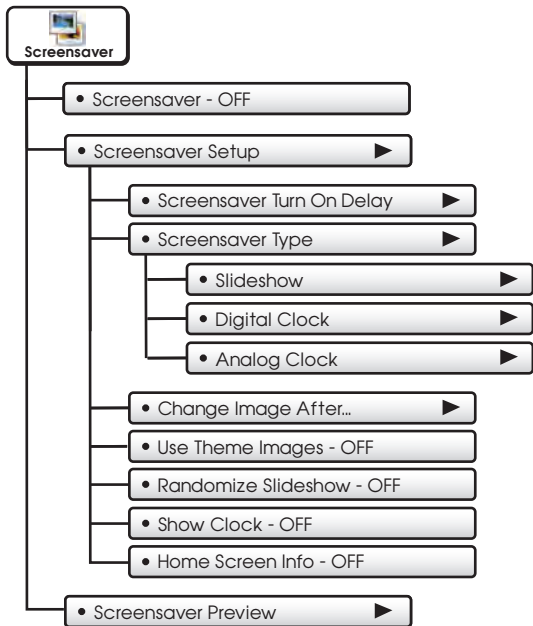 Screensaver
• Screensaver - OFF
• Screensaver Setup
• Screensaver Turn On Delay
• Screensaver Type
• Slideshow
• Digital Clock
• Analog Clock
• Change Image After...
• Use Theme Images - OFF
• Randomize Slideshow - OFF
• Show Clock - OFF
• Home Screen Info - OFF
• Screensaver Preview